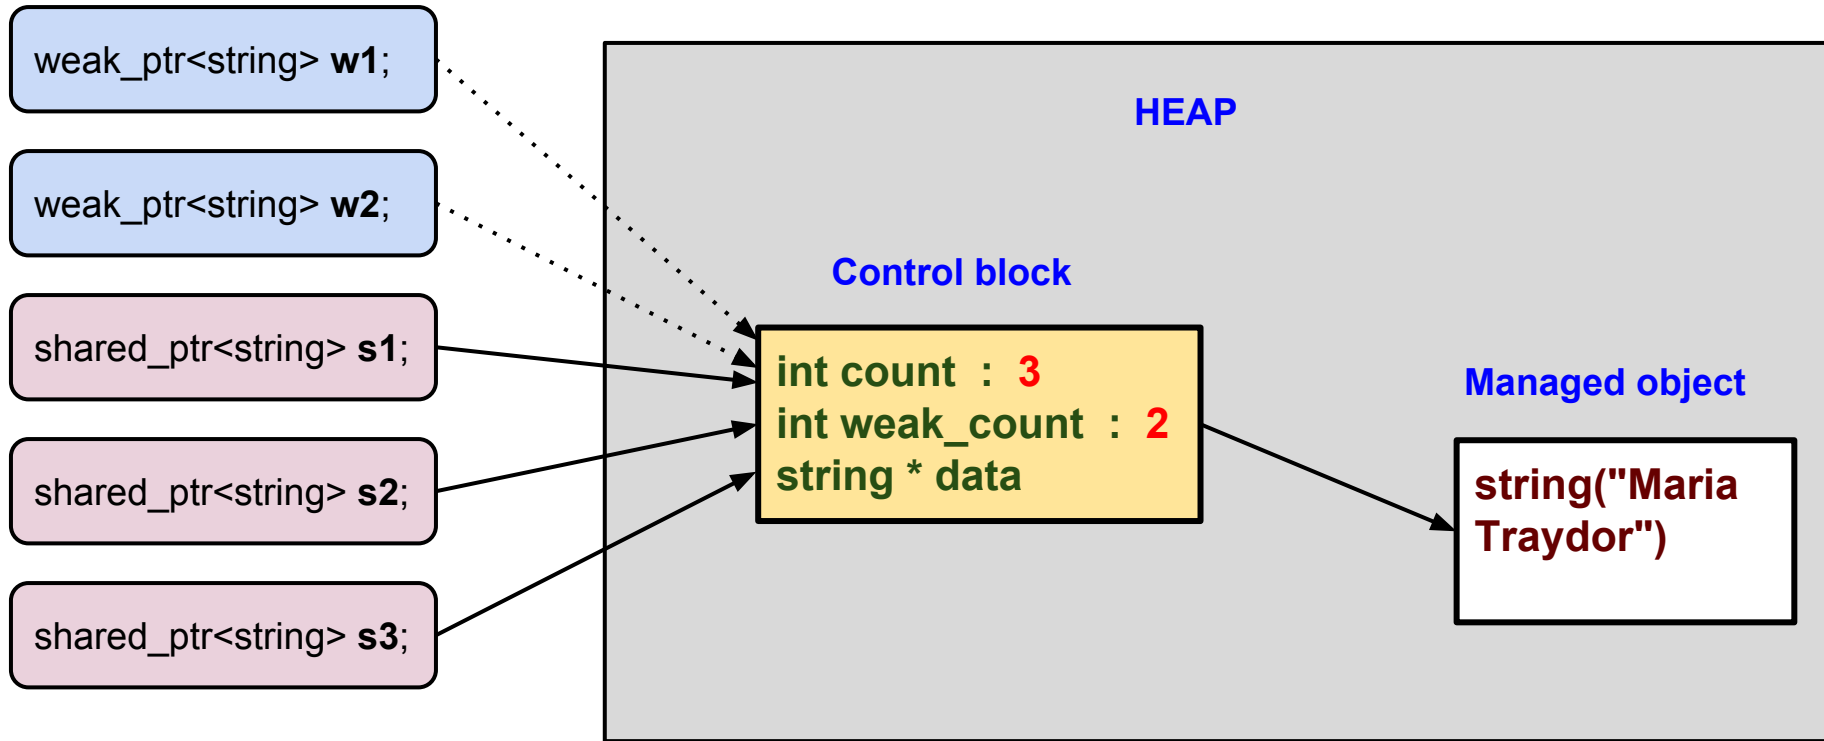 weak_ptr<string> w1;
weak_ptr<string> w2;
shared_ptr<string> s1;
shared_ptr<string> s2;
shared_ptr<string> s3;
HEAP
Control block
int count : 3
int weak_count : 2
string * data
Managed object
string("Maria
Traydor")